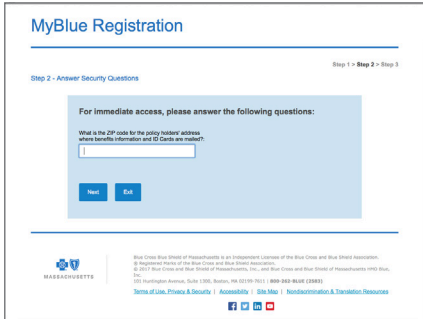 MyBlue Registration
Step 1 > Step 2 > Step 3
Step 2 - Answer Security Questions
For immediate access, please answer the following questions:
What is the ZIP code for the policy holders' address
where benefits information and ID Cards are mailed?:
Next Exit
MASSACHUSETTS
Blue Cross Blue Shield of Massachusetts is an Independent Licensee of the Blue Cross and Blue Shield Association.
® Registered Marks of the Blue Cross and Blue Shield Association.
© 2017 Blue Cross and Blue Shield of Massachusetts, Inc., and Blue Cross and Blue Shield of Massachusetts HMO Blue,
Inc.
101 Huntington Avenue, Suite 1300, Boston, MA 02199-7611 | 800-262-BLUE (2583)
Terms of Use, Privacy & Security | Accessibility | Site Map | Nondiscrimination & Translation Resources